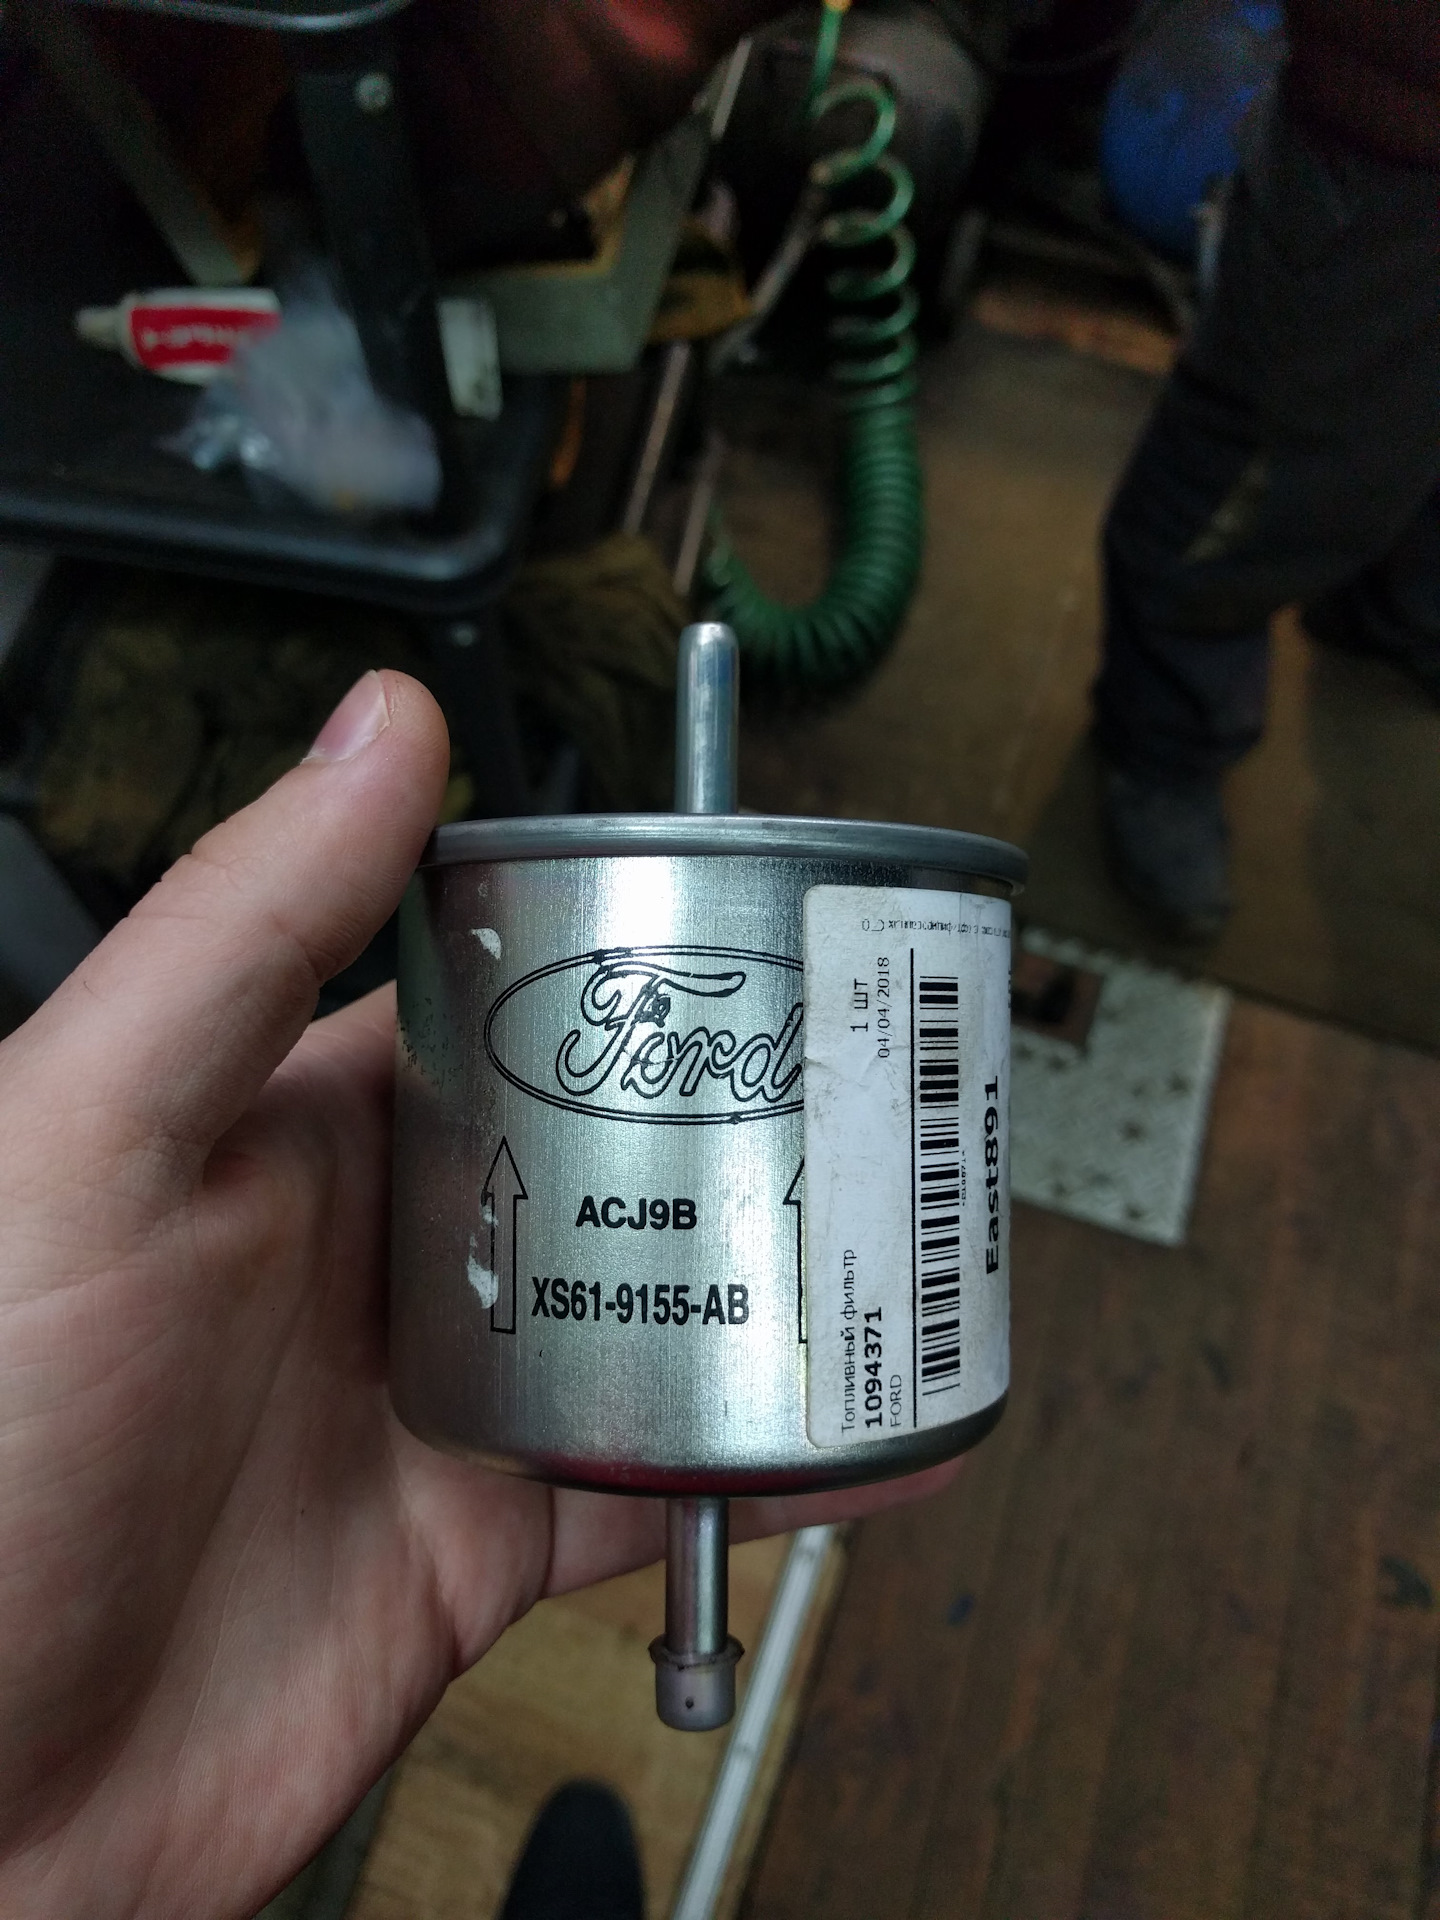 Ford
ACJ9B
XS61-9155-AB
1 шт
04/04/2018
Топливный фильтр
1094371
FORD
East891